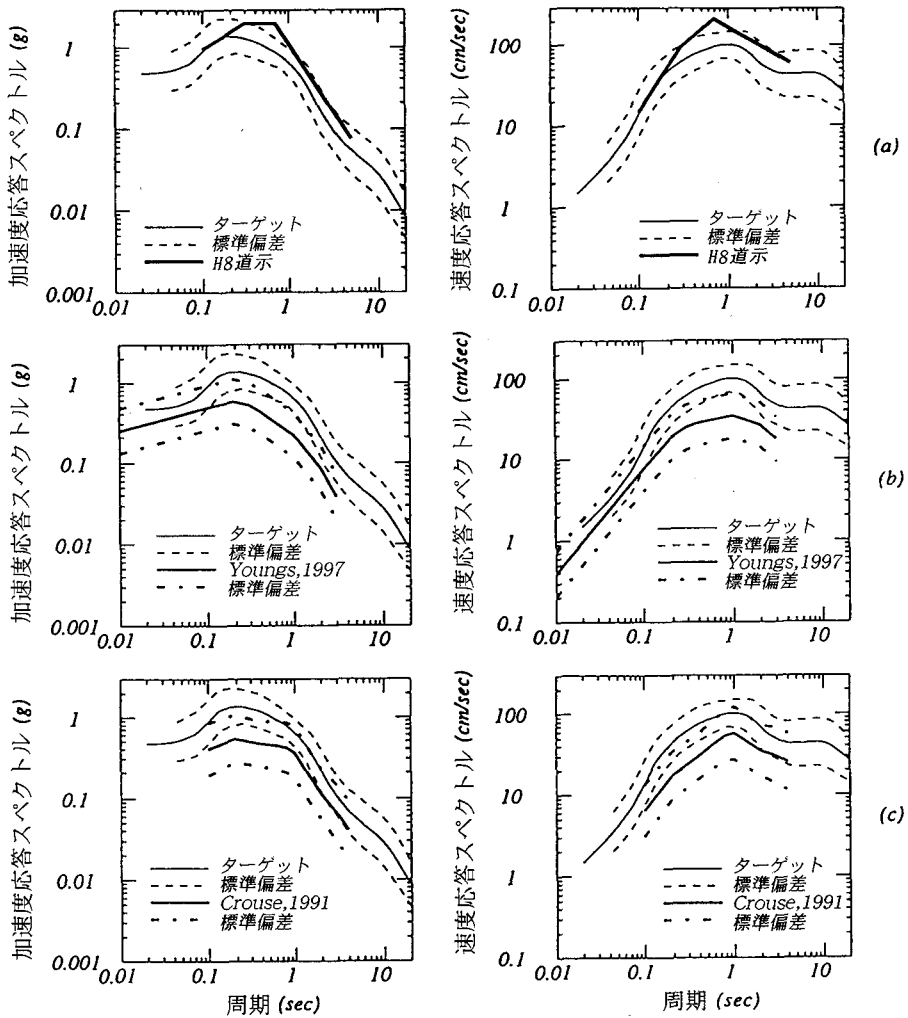 加速度応答スペクトル (g)
1
0.1
0.01
0.001
0.01 0.1 1 10
ターゲット
標準偏差
H8道示
速度応答スペクトル (cm/sec)
100
10
1
0.1
0.01 0.1 1 10
ターゲット
標準偏差
H8道示
(a)
加速度応答スペクトル (g)
1
0.1
0.01
0.001
0.01 0.1 1 10
ターゲット
標準偏差
Youngs,1997
標準偏差
速度応答スペクトル (cm/sec)
100
10
1
0.1
0.01 0.1 1 10
ターゲット
標準偏差
Youngs,1997
標準偏差
(b)
加速度応答スペクトル (g)
1
0.1
0.01
0.001
0.01 0.1 1 10
ターゲット
標準偏差
Crouse,1991
標準偏差
周期 (sec)
速度応答スペクトル (cm/sec)
100
10
1
0.1
0.01 0.1 1 10
ターゲット
標準偏差
Crouse,1991
標準偏差
周期 (sec)
(c)